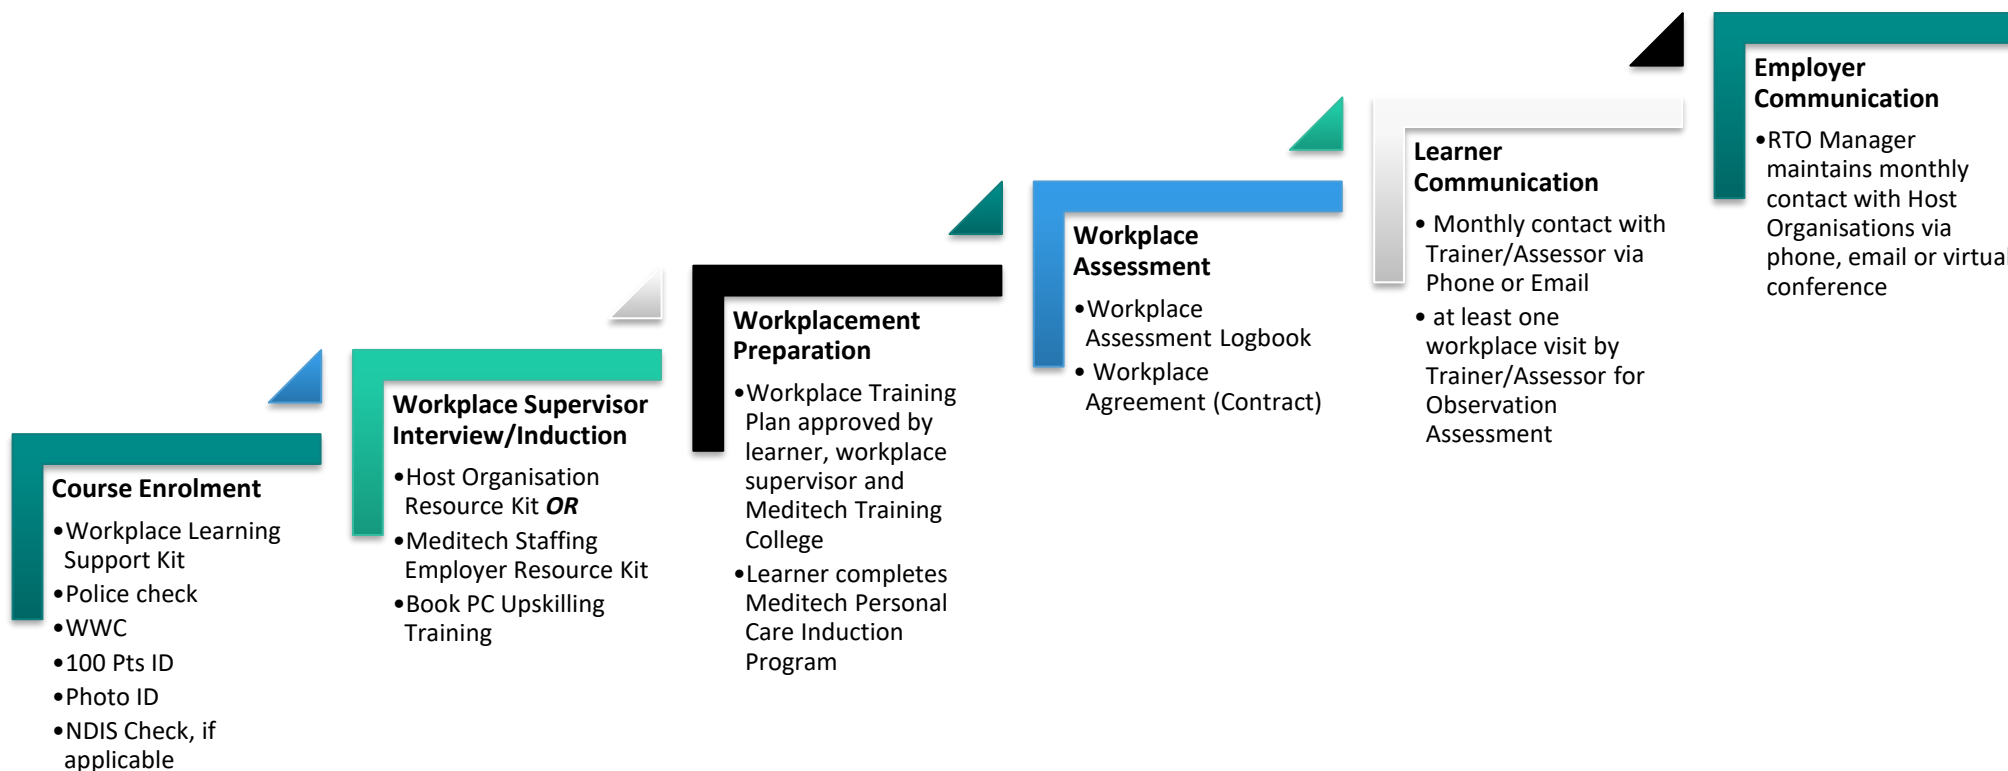 Course Enrolment
•Workplace Learning
Support Kit
•Police check
•WWC
•100 Pts ID
•Photo ID
•NDIS Check, if
applicable
Workplace Supervisor
Interview/Induction
•Host Organisation
Resource Kit OR
•Meditech Staffing
Employer Resource Kit
•Book PC Upskilling
Training
Workplacement
Preparation
•Workplace Training
Plan approved by
learner, workplace
supervisor and
Meditech Training
College
•Learner completes
Meditech Personal
Care Induction
Program
Workplace
Assessment
•Workplace
Assessment Logbook
• Workplace
Agreement (Contract)
Learner
Communication
• Monthly contact with
Trainer/Assessor via
Phone or Email
• at least one
workplace visit by
Trainer/Assessor for
Observation
Assessment
Employer
Communication
•RTO Manager
maintains monthly
contact with Host
Organisations via
phone, email or virtual
conference